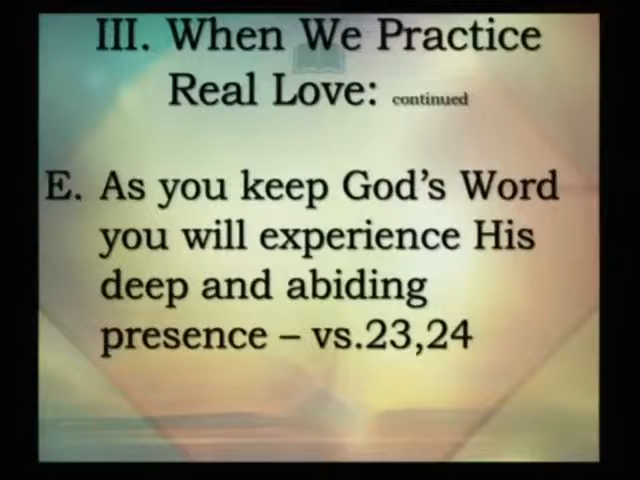 III. When We Practice
Real Love: continued
E. As you keep God's Word
you will experience His
deep and abiding
presence – vs.23,24